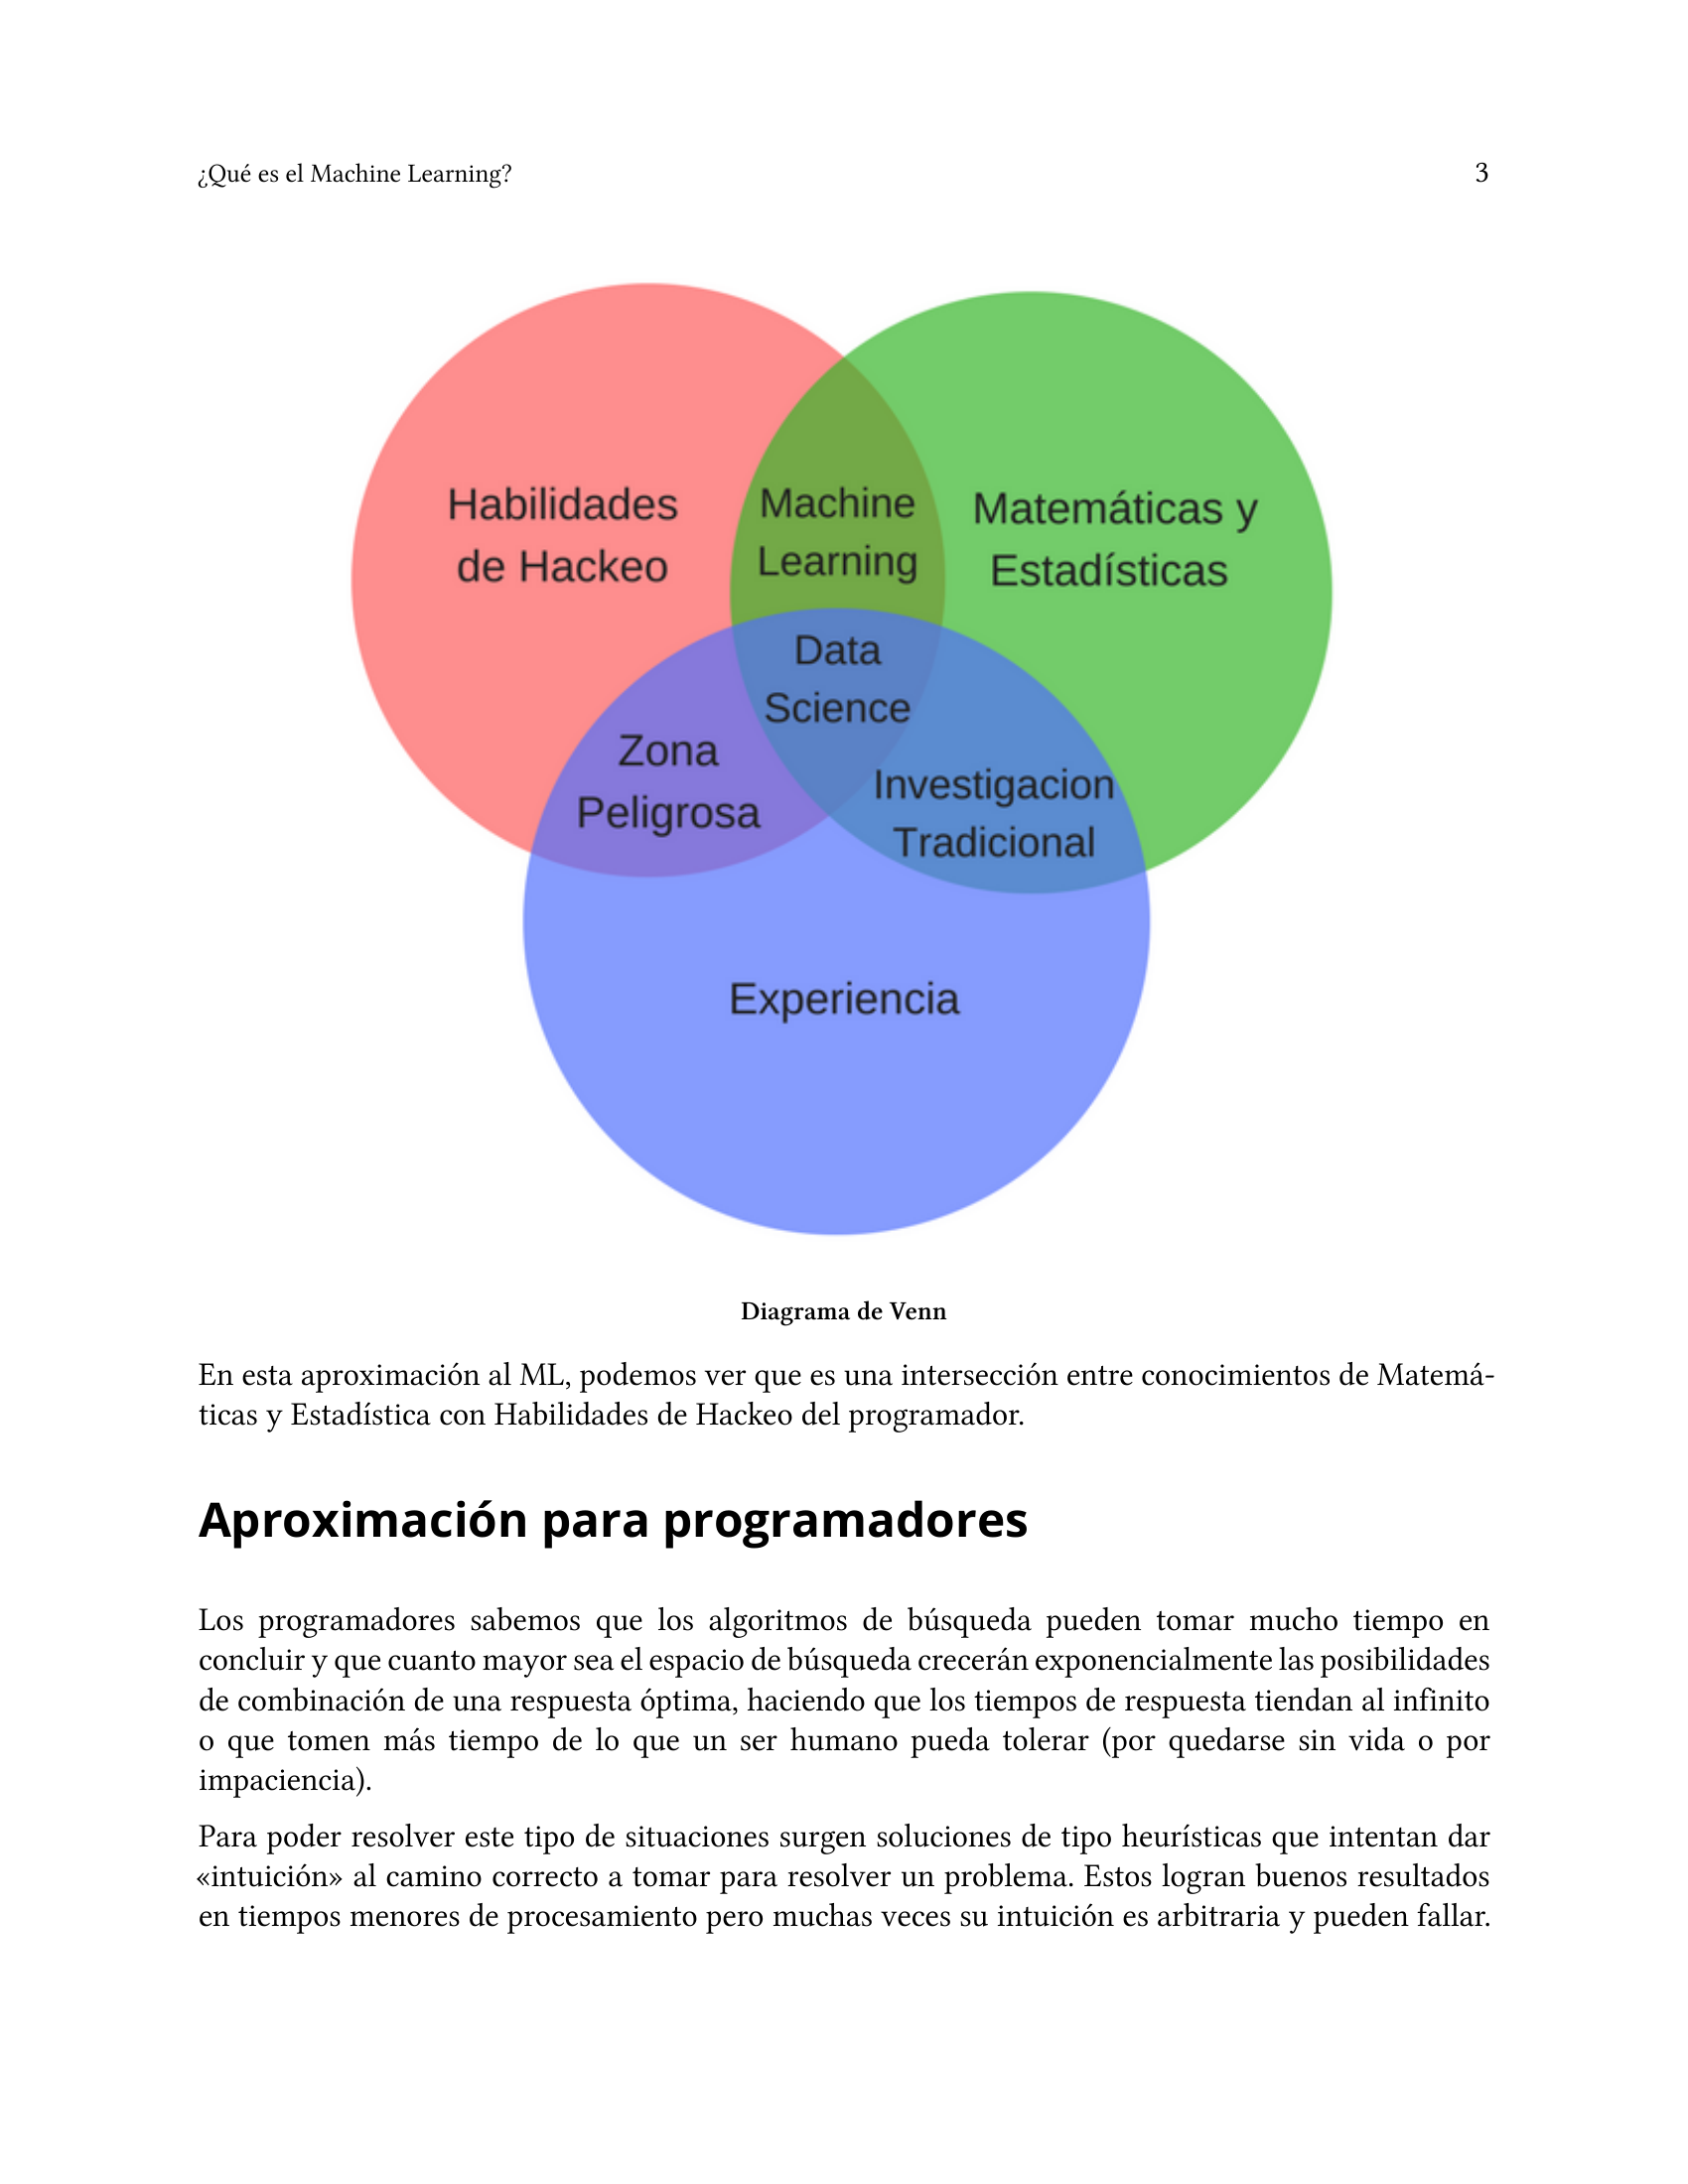 ¿Qué es el Machine Learning?
3
Habilidades
de Hackeo
Machine
Learning
Matemáticas y
Estadísticas
Data
Science
Zona
Peligrosa
Investigacion
Tradicional
Experiencia
Diagrama de Venn
En esta aproximación al ML, podemos ver que es una intersección entre conocimientos de Matemá-
ticas y Estadística con Habilidades de Hackeo del programador.
Aproximación para programadores
Los programadores sabemos que los algoritmos de búsqueda pueden tomar mucho tiempo en
concluir y que cuanto mayor sea el espacio de búsqueda crecerán exponencialmente las posibilidades
de combinación de una respuesta óptima, haciendo que los tiempos de respuesta tiendan al infinito
o que tomen más tiempo de lo que un ser humano pueda tolerar (por quedarse sin vida o por
impaciencia).
Para poder resolver este tipo de situaciones surgen soluciones de tipo heurísticas que intentan dar
«intuición» al camino correcto a tomar para resolver un problema. Estos logran buenos resultados
en tiempos menores de procesamiento pero muchas veces su intuición es arbitraria y pueden fallar.